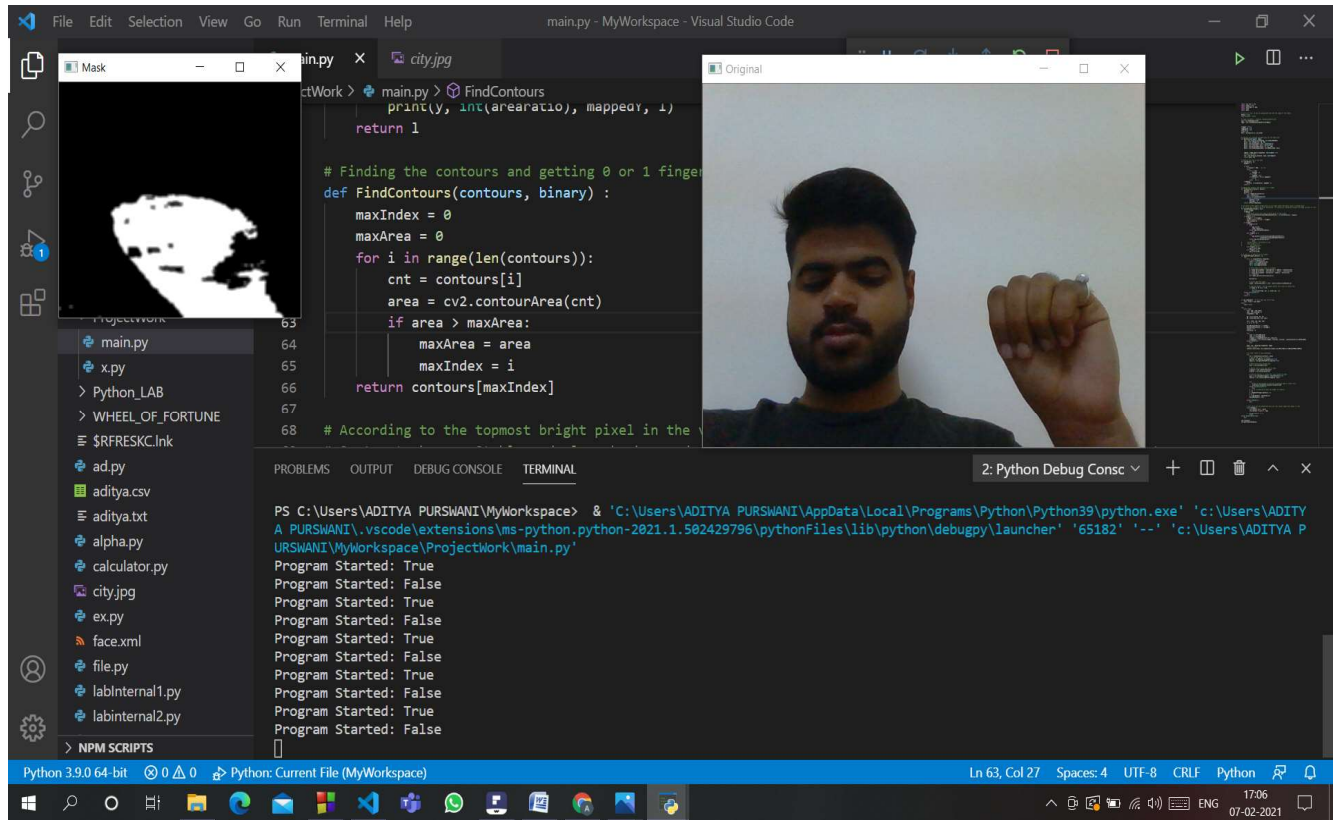 File Edit Selection View Go Run Terminal Help
main.py - MyWorkspace - Visual Studio Code
Mask
ain.py
city.jpg
Original
ctWork > main.py > FindContours
print(y, int(arearatio), mappedY, l)
return l
# Finding the contours and getting 0 or 1 finger
def FindContours(contours, binary) :
maxIndex = 0
maxArea = 0
for i in range(len(contours)):
cnt = contours[i]
area = cv2.contourArea(cnt)
63 if area > maxArea:
64 maxArea = area
65 maxIndex = i
66 return contours[maxIndex]
67
68 # According to the topmost bright pixel in the
1
ProjectWork
main.py
x.py
> Python_LAB
> WHEEL_OF_FORTUNE
$RFRESKC.lnk
ad.py
aditya.csv
aditya.txt
alpha.py
calculator.py
city.jpg
ex.py
face.xml
file.py
labInternal1.py
labinternal2.py
> NPM SCRIPTS
PROBLEMS OUTPUT DEBUG CONSOLE TERMINAL
2: Python Debug Consc
PS C:\Users\ADITYA PURSWANI\MyWorkspace> & 'C:\Users\ADITYA PURSWANI\AppData\Local\Programs\Python\Python39\python.exe' 'c:\Users\ADITY
A PURSWANI\.vscode\extensions\ms-python.python-2021.1.502429796\pythonFiles\lib\python\debugpy\launcher' '65182' '--' 'c:\Users\ADITYA P
URSWANI\MyWorkspace\ProjectWork\main.py'
Program Started: True
Program Started: False
Program Started: True
Program Started: False
Program Started: True
Program Started: False
Program Started: True
Program Started: False
Program Started: True
Program Started: False
Python 3.9.0 64-bit 0 0 Python: Current File (MyWorkspace)
Ln 63, Col 27 Spaces: 4 UTF-8 CRLF Python
ENG
17:06
07-02-2021